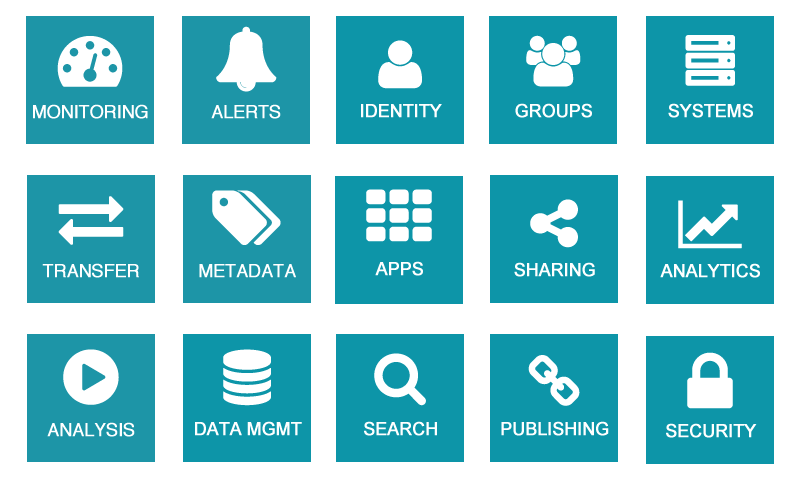 MONITORING
ALERTS
IDENTITY
GROUPS
SYSTEMS
TRANSFER
METADATA
APPS
SHARING
ANALYTICS
ANALYSIS
DATA MGMT
SEARCH
PUBLISHING
SECURITY